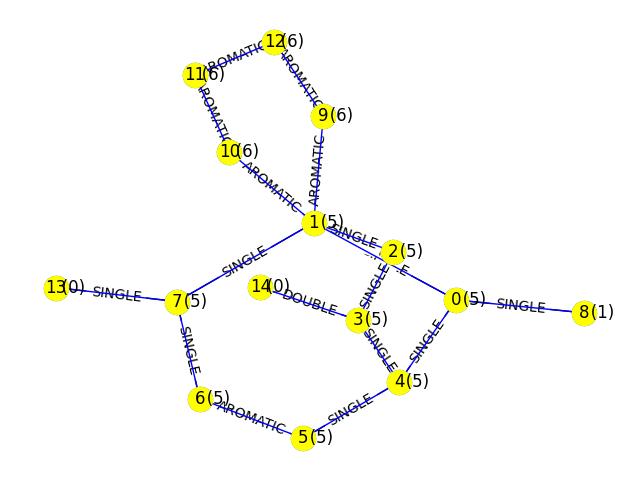 12(6)
AROMATIC
11(6)
AROMATIC
AROMATIC
9(6)
10(6)
AROMATIC
AROMATIC
1(5)
SINGLE
2(5)
SINGLE
SINGLE
13(0)
SINGLE
7(5)
14(0)
DOUBLE
3(5)
0(5)
SINGLE
8(1)
SINGLE
SINGLE
SINGLE
4(5)
6(5)
AROMATIC
SINGLE
5(5)